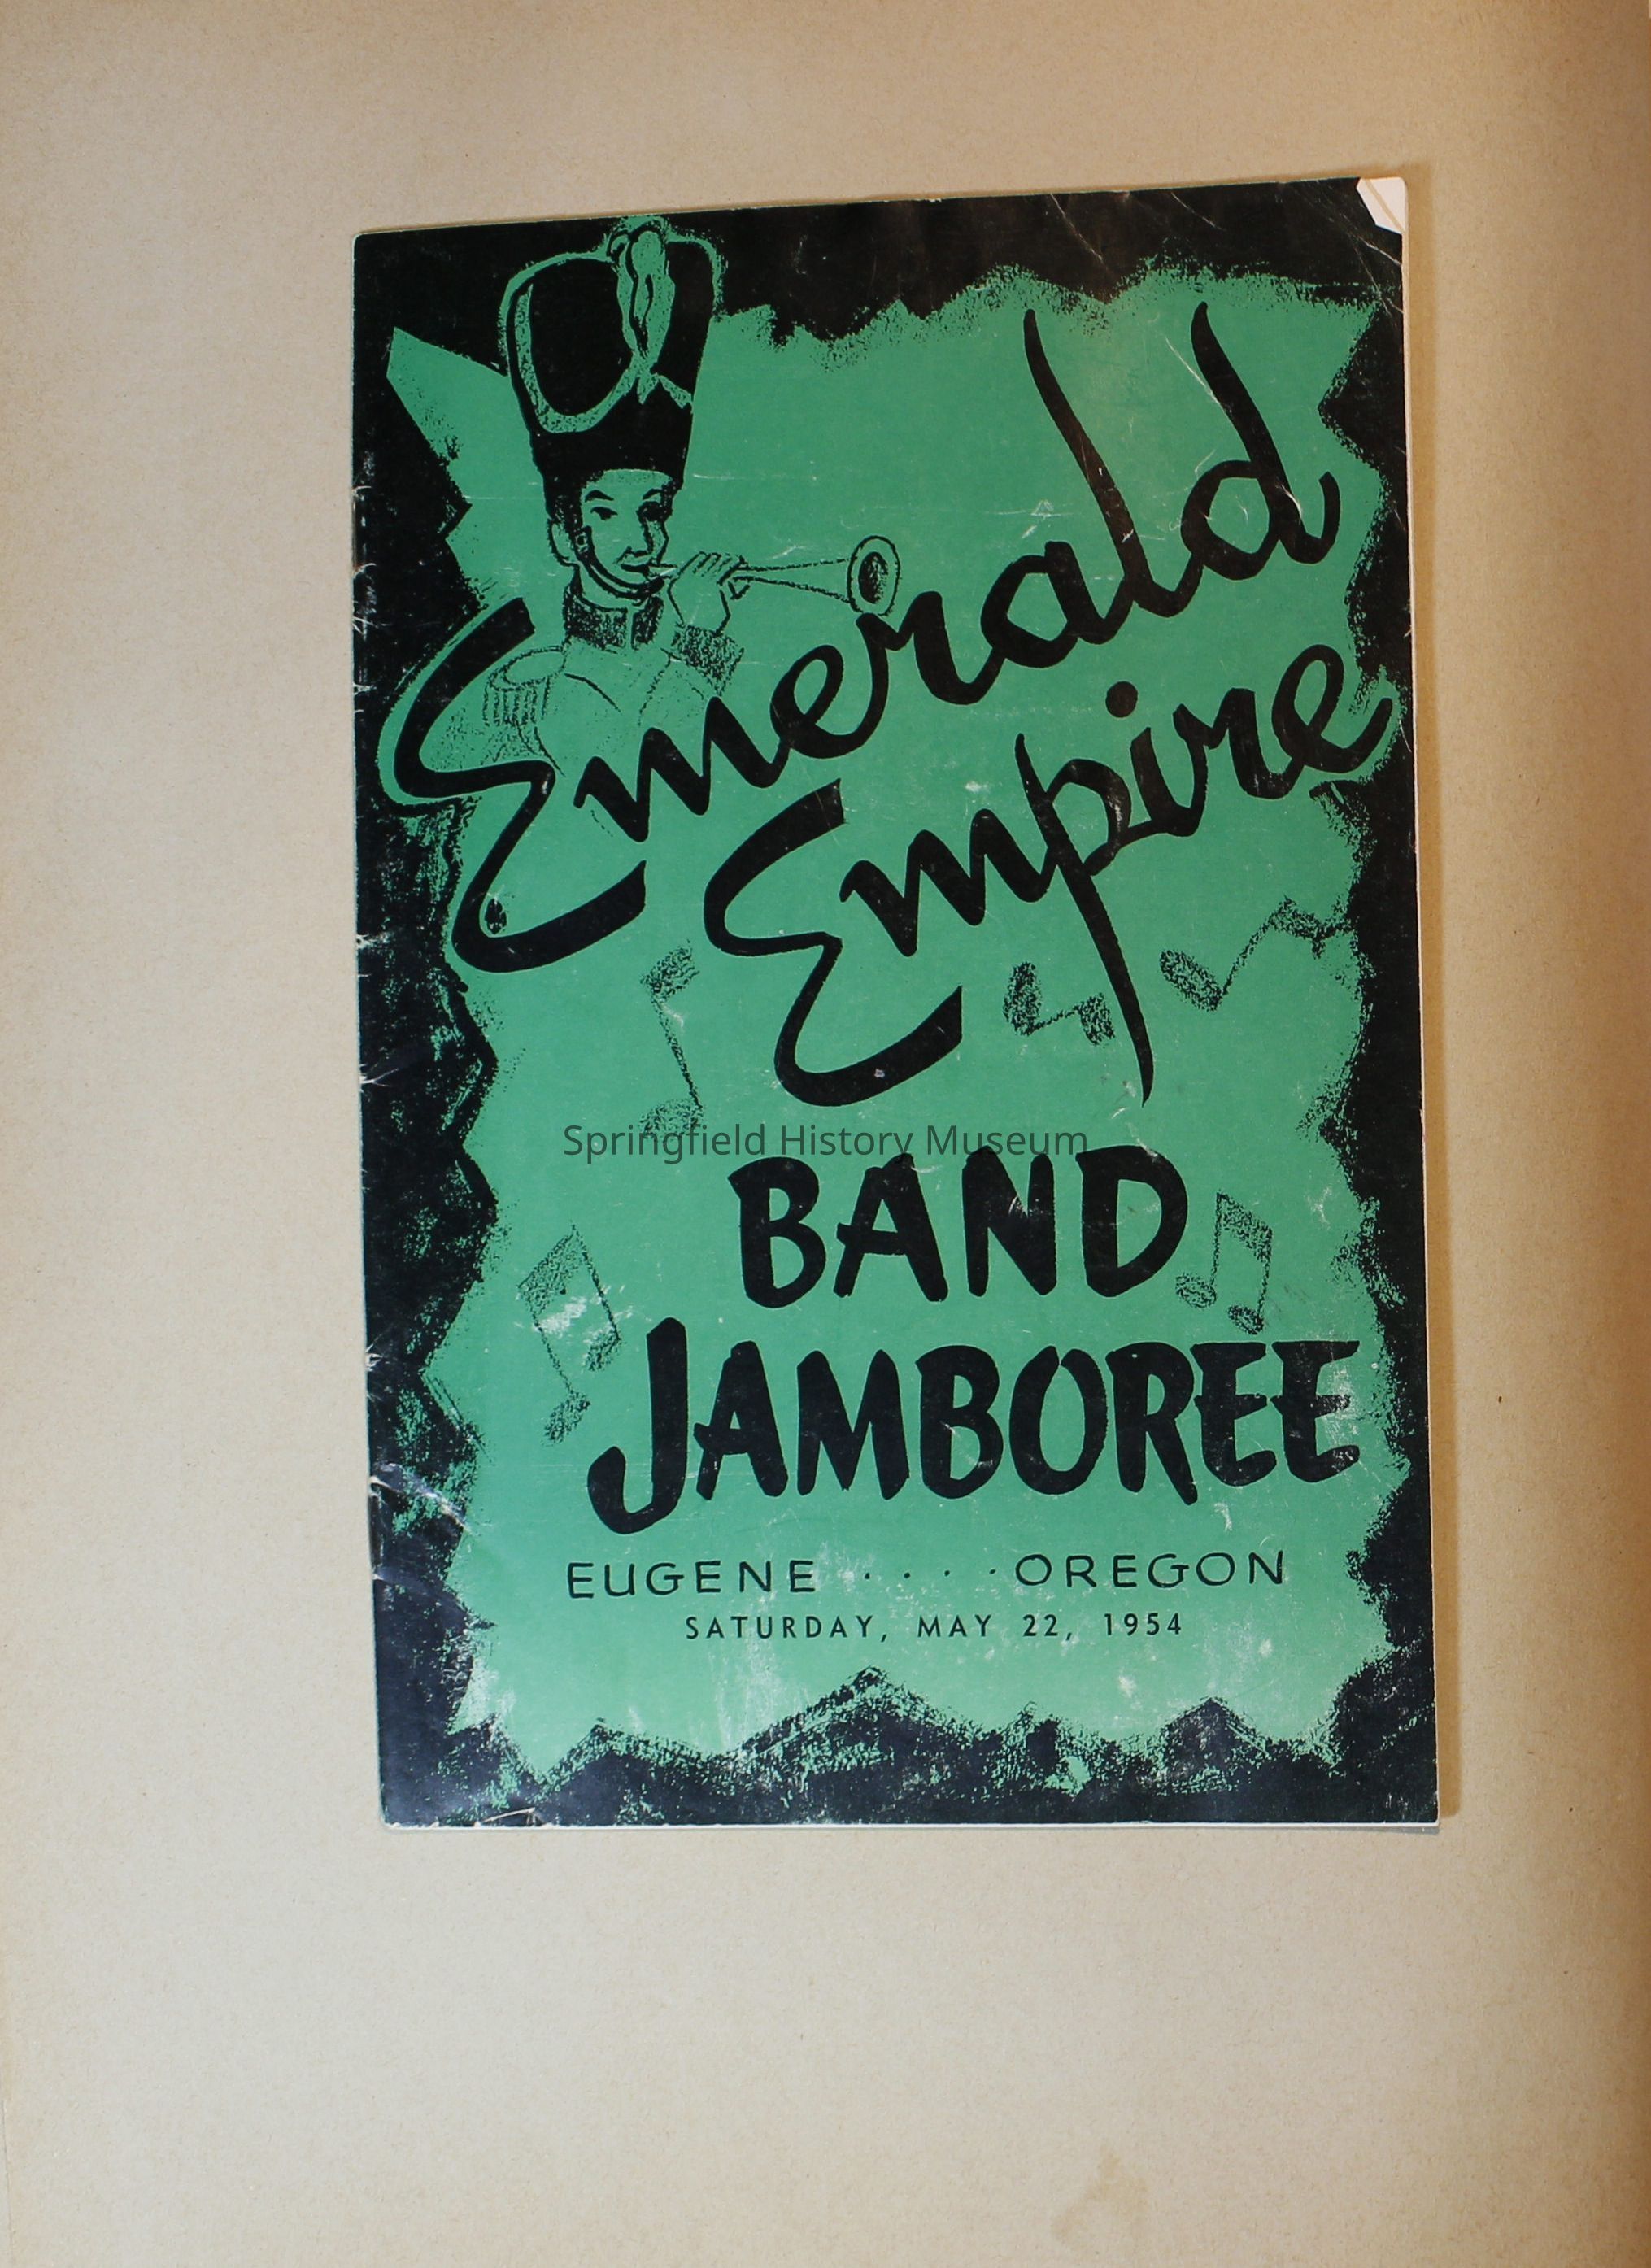 Emerald
Empire
Springfield History Museum
BAND
JAMBOREE
EUGENE ....OREGON
SATURDAY, MAY 22, 1954